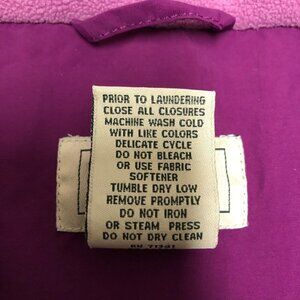 PRIOR TO LAUNDERING
CLOSE ALL CLOSURES
MACHINE WASH COLD
WITH LIKE COLORS
DELICATE CYCLE
DO NOT BLEACH
OR USE FABRIC
SOFTENER
TUMBLE DRY LOW
REMOVE PROMPTLY
DO NOT IRON
OR STEAM PRESS
DO NOT DRY CLEAN